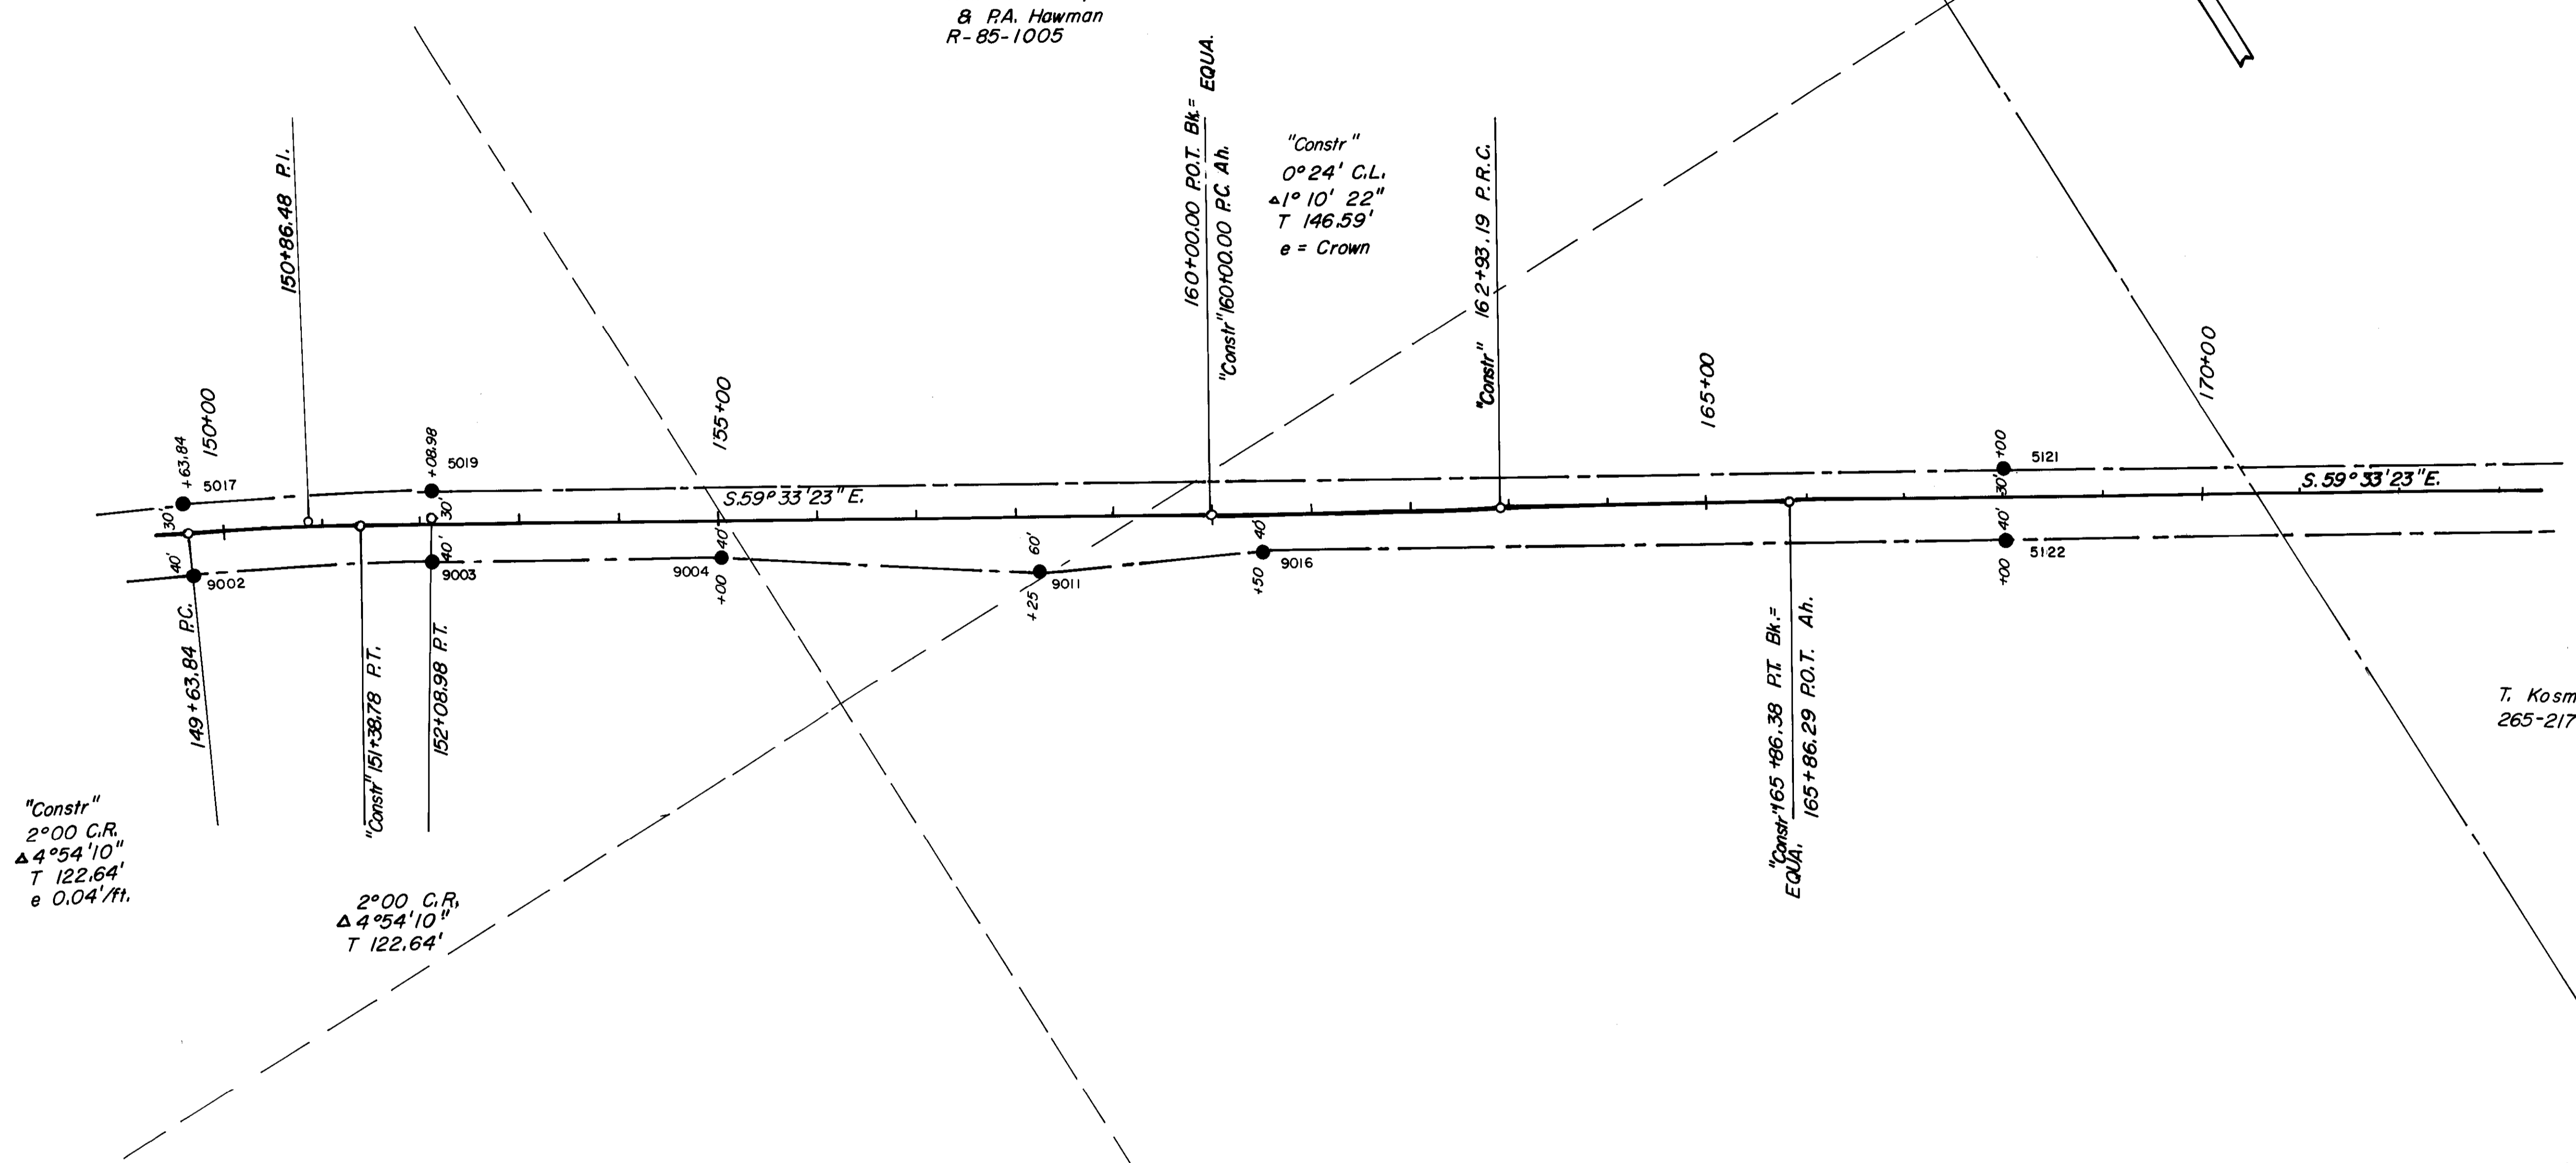 & P.A. Hawman
R-85-1005
150+86.48 P.I.
160+00.00 P.O.T. Bk.= EQUA.
"Constr" 160+00.00 P.C. Ah.
"Constr"
0°24' C.L.
Δ1°10' 22"
T 146.59'
e = Crown
"Constr" 162+93.19 P.R.C.
+63.84
150+00
5017
30'
+08.98
5019
30'
155+00
S.59°33'23"E.
165+00
+00
5121
30'
170+00
S.59°33'23"E.
40'
9002
40'
9003
9004
40'
+00
60'
9011
+25
40'
9016
+50
40'
5122
+00
149+63.84 P.C.
"Constr" 151+38.78 P.T.
152+08.98 P.T.
"Constr" 165+86.38 P.T. Bk.=
EQUA.
165+86.29 P.O.T. Ah.
T. Kosm
265-217
"Constr"
2°00 C.R.
Δ4°54'10"
T 122.64'
e 0.04'/ft.
2°00 C.R.
Δ4°54'10"
T 122.64'